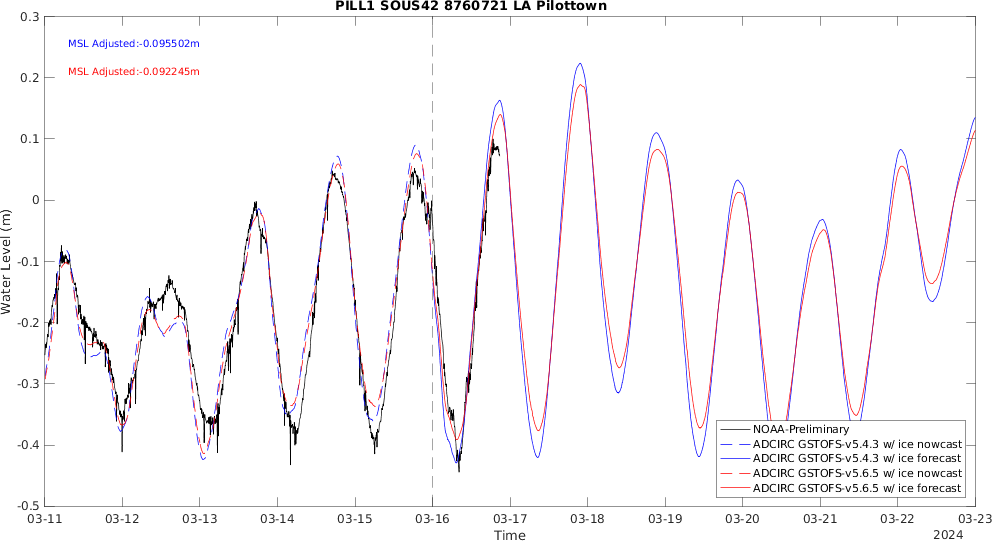 PILL1 SOUS42 8760721 LA Pilottown
MSL Adjusted:-0.095502m
MSL Adjusted:-0.092245m
Water Level (m)
0.3
0.2
0.1
0
-0.1
-0.2
-0.3
-0.4
-0.5
NOAA-Preliminary
ADCIRC GSTOFS-v5.4.3 w/ ice nowcast
ADCIRC GSTOFS-v5.4.3 w/ ice forecast
ADCIRC GSTOFS-v5.6.5 w/ ice nowcast
ADCIRC GSTOFS-v5.6.5 w/ ice forecast
03-11 03-12 03-13 03-14 03-15 03-16 03-17 03-18 03-19 03-20 03-21 03-22 03-23
Time
2024